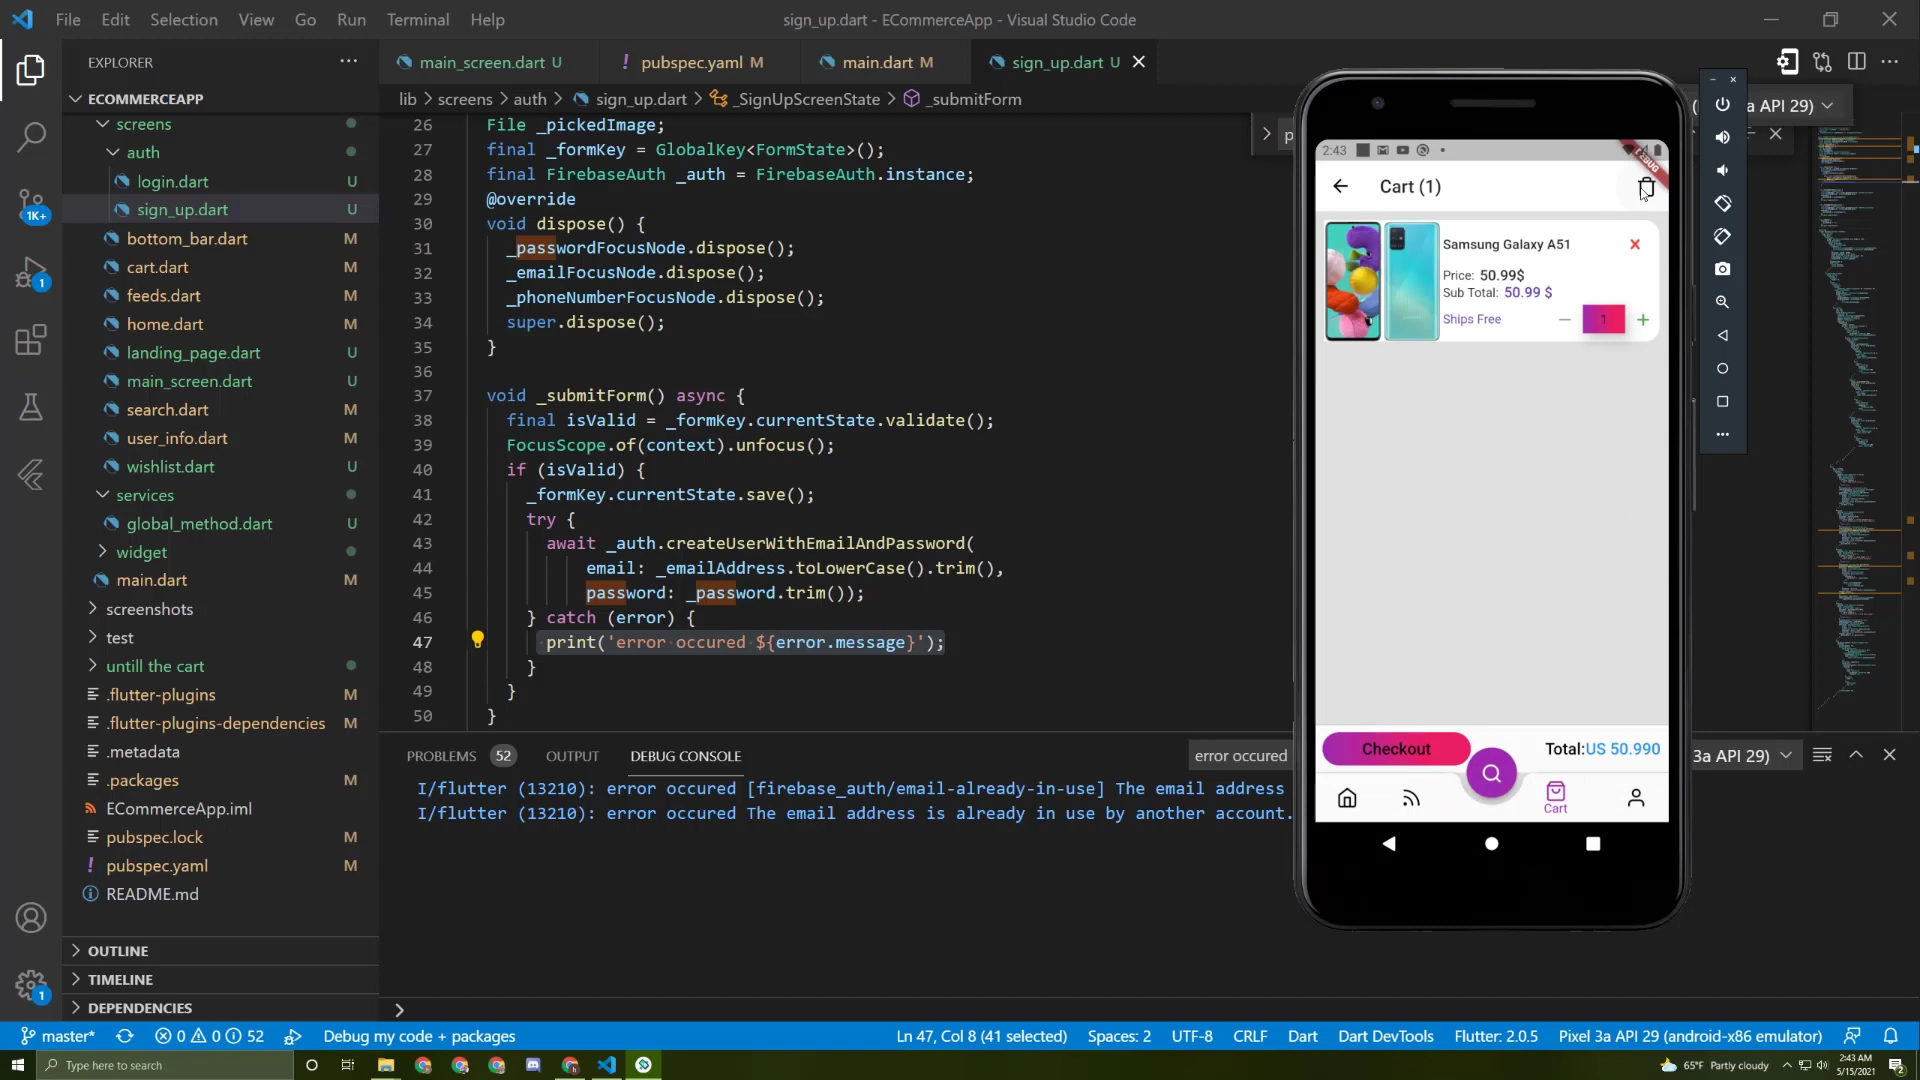 File Edit Selection View Go Run Terminal Help
sign_up.dart - ECommerceApp - Visual Studio Code
EXPLORER
main_screen.dart U
! pubspec.yaml M
main.dart M
sign_up.dart U
a API 29)
ECOMMERCEAPP
lib > screens > auth > sign_up.dart > _SignUpScreenState > _submitForm
screens
auth
login.dart U
sign_up.dart U
bottom_bar.dart M
cart.dart M
feeds.dart M
home.dart M
landing_page.dart U
main_screen.dart U
search.dart M
user_info.dart M
wishlist.dart U
services
global_method.dart U
widget
main.dart M
screenshots
test
untill the cart
.flutter-plugins M
.flutter-plugins-dependencies M
.metadata
.packages M
ECommerceApp.iml
pubspec.lock M
! pubspec.yaml M
README.md
OUTLINE
TIMELINE
DEPENDENCIES
1K+
1
1
26 File _pickedImage;
27 final _formKey = GlobalKey<FormState>();
28 final FirebaseAuth _auth = FirebaseAuth.instance;
29 @override
30 void dispose() {
31 _passwordFocusNode.dispose();
32 _emailFocusNode.dispose();
33 _phoneNumberFocusNode.dispose();
34 super.dispose();
35 }
36
37 void _submitForm() async {
38 final isValid = _formKey.currentState.validate();
39 FocusScope.of(context).unfocus();
40 if (isValid) {
41 _formKey.currentState.save();
42 try {
43 await _auth.createUserWithEmailAndPassword(
44 email: _emailAddress.toLowerCase().trim(),
45 password: _password.trim());
46 } catch (error) {
47 print('error occured ${error.message}');
48 }
49 }
50 }
p
2:43
DEBUG
Cart (1)
Samsung Galaxy A51
Price: 50.99$
Sub Total: 50.99 $
Ships Free
1
Checkout
Total:US 50.990
Cart
PROBLEMS 52 OUTPUT DEBUG CONSOLE
error occured
3a API 29)
I/flutter (13210): error occured [firebase_auth/email-already-in-use] The email address
I/flutter (13210): error occured The email address is already in use by another account.
master* 0 0 52 Debug my code + packages
Ln 47, Col 8 (41 selected) Spaces: 2 UTF-8 CRLF Dart Dart DevTools Flutter: 2.0.5 Pixel 3a API 29 (android-x86 emulator)
Type here to search
65°F Partly cloudy
2:43 AM
5/15/2021
2